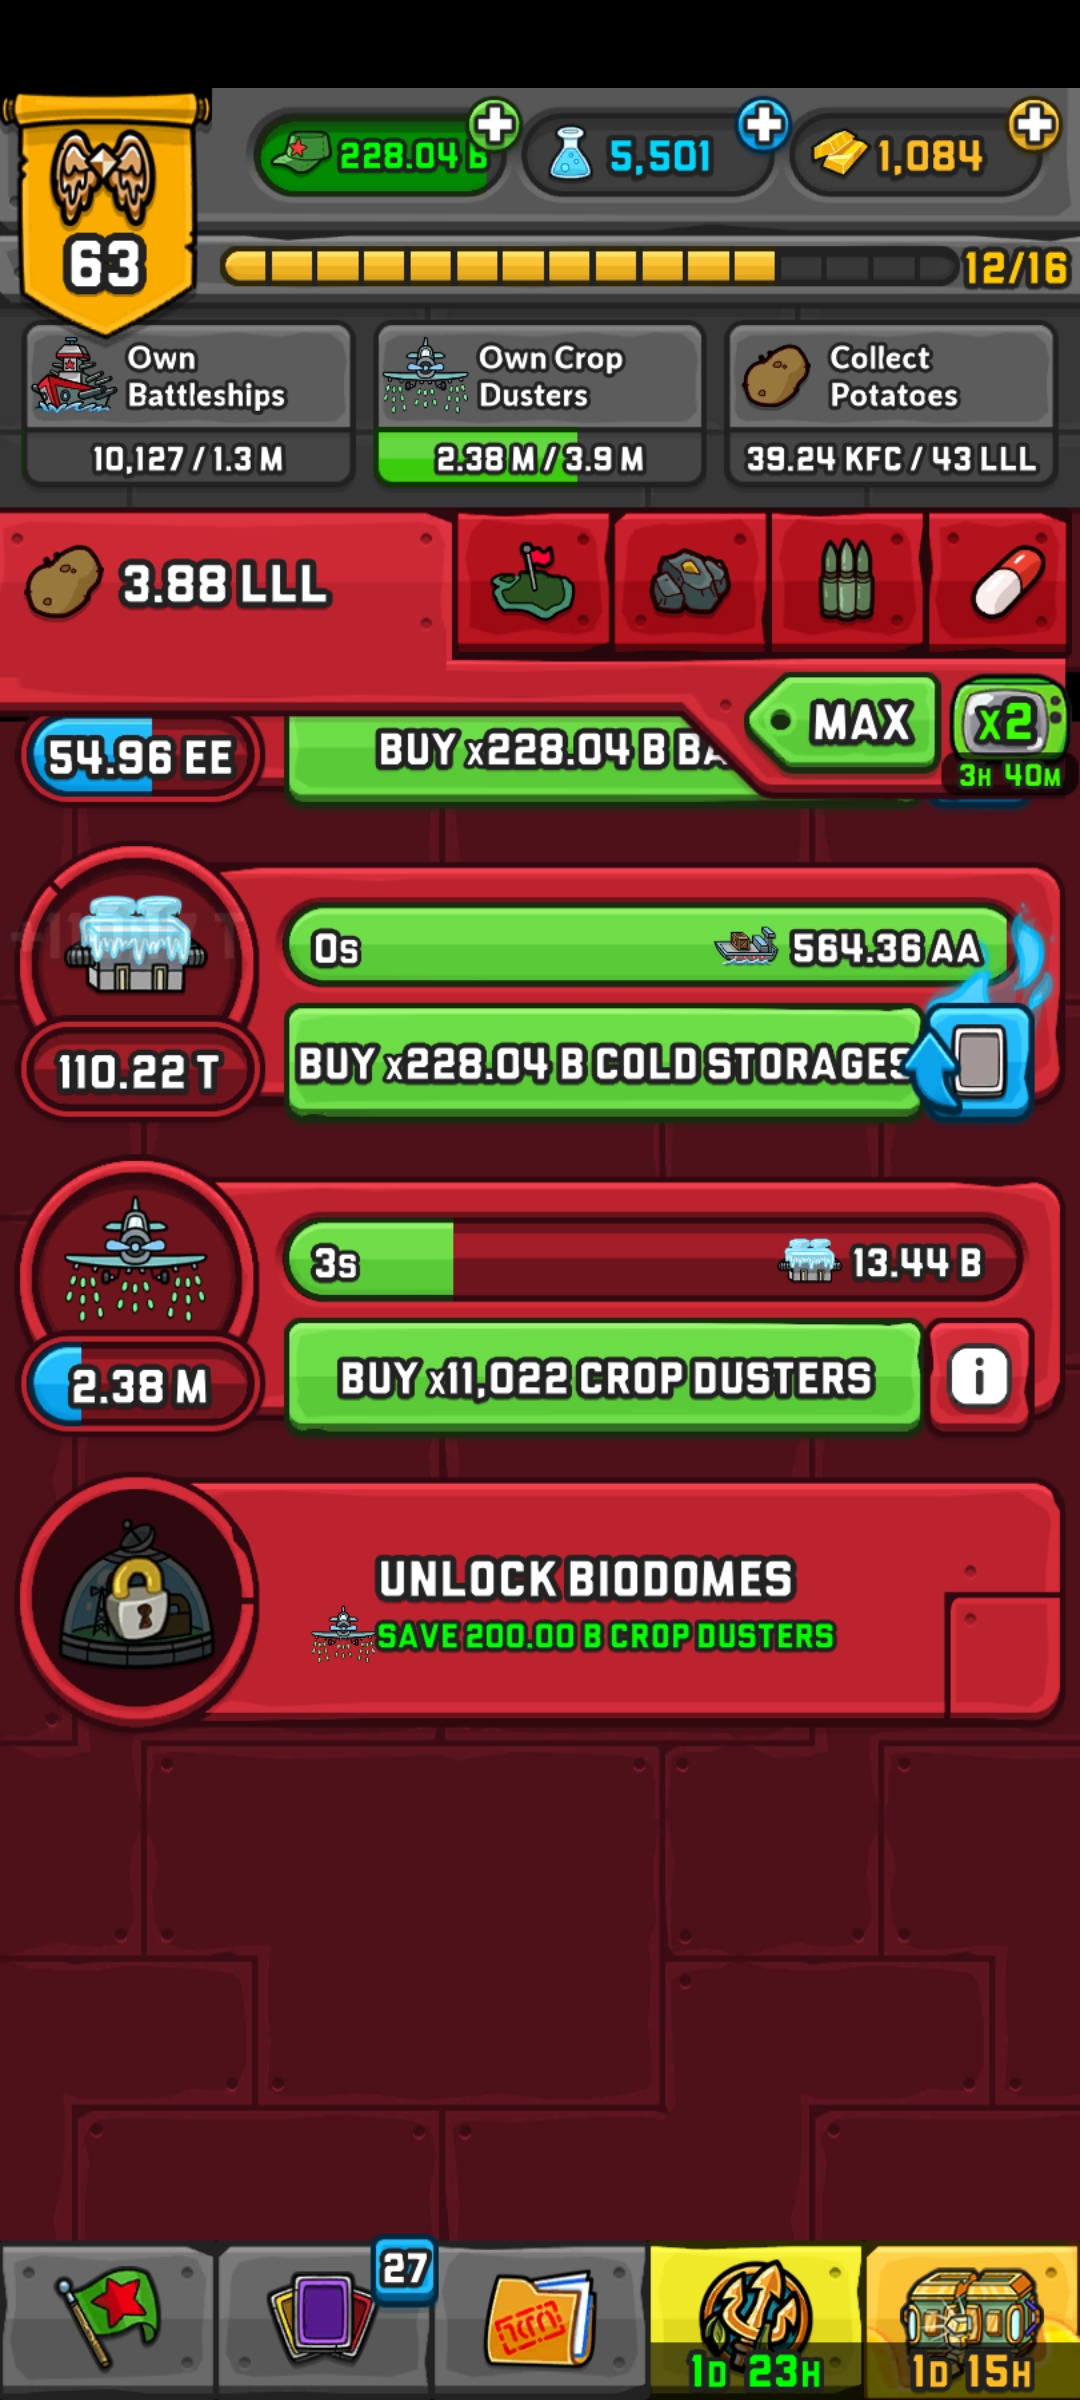 228.04 B
5,501
1,084
63
12/16
Own
Battleships
10,127 / 1.3 M
Own Crop
Dusters
2.38 M / 3.9 M
Collect
Potatoes
39.24 KFC / 43 LLL
3.88 LLL
MAX
x2
3H 40M
54.96 EE
BUY x228.04 B BA
0s
564.36 AA
110.22 T
BUY x228.04 B COLD STORAGES
3s
13.44 B
2.38 M
BUY x11,022 CROP DUSTERS
i
UNLOCK BIODOMES
SAVE 200.00 B CROP DUSTERS
27
1D 23H
1D 15H